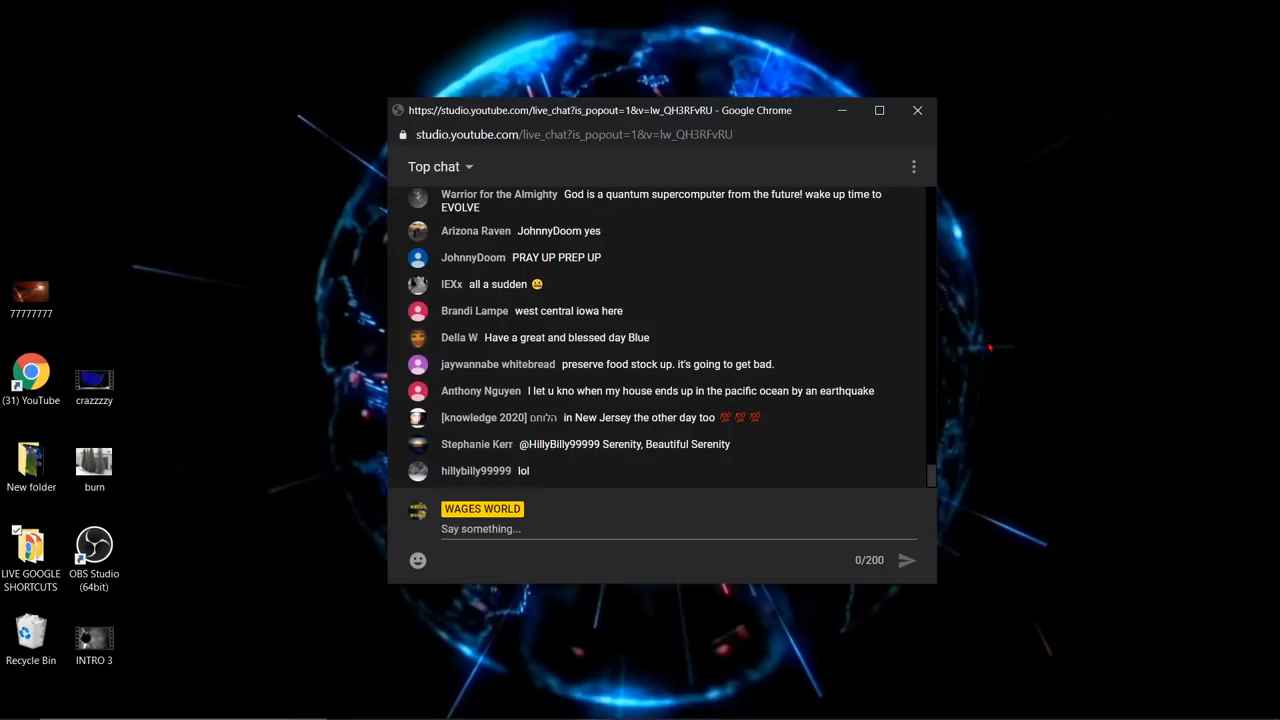 https://studio.youtube.com/live_chat?is_popout=1&v=lw_QH3RFvRU - Google Chrome
studio.youtube.com/live_chat?is_popout=1&v=lw_QH3RFvRU
Top chat
Warrior for the Almighty God is a quantum supercomputer from the future! wake up time to
EVOLVE
Arizona Raven JohnnyDoom yes
JohnnyDoom PRAY UP PREP UP
IEXx all a sudden 😀
Brandi Lampe west central iowa here
Della W Have a great and blessed day Blue
jaywannabe whitebread preserve food stock up. it's going to get bad.
Anthony Nguyen I let u kno when my house ends up in the pacific ocean by an earthquake
[knowledge 2020] הלוחם in New Jersey the other day too 💯 💯 💯
Stephanie Kerr @HillyBilly99999 Serenity, Beautiful Serenity
hillybilly99999 lol
WAGES WORLD
Say something...
0/200
77777777
(31) YouTube
crazzzzy
New folder
burn
LIVE GOOGLE
SHORTCUTS
OBS Studio
(64bit)
Recycle Bin
INTRO 3